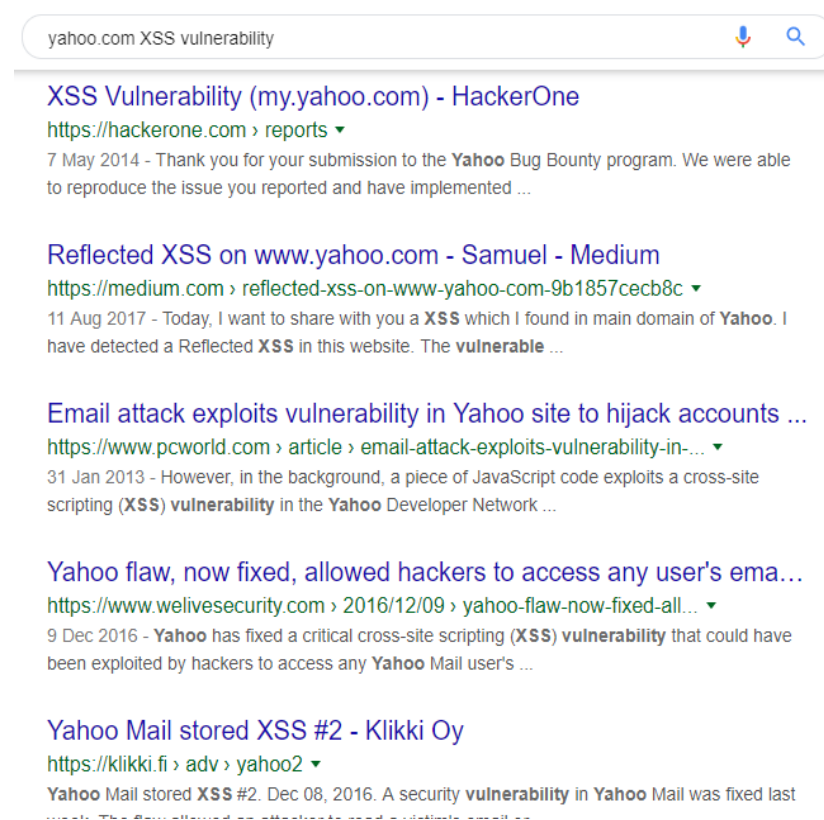 yahoo.com XSS vulnerability
XSS Vulnerability (my.yahoo.com) - HackerOne
https://hackerone.com › reports
7 May 2014 - Thank you for your submission to the Yahoo Bug Bounty program. We were able
to reproduce the issue you reported and have implemented ...
Reflected XSS on www.yahoo.com - Samuel - Medium
https://medium.com › reflected-xss-on-www-yahoo-com-9b1857cecb8c
11 Aug 2017 - Today, I want to share with you a XSS which I found in main domain of Yahoo. I
have detected a Reflected XSS in this website. The vulnerable ...
Email attack exploits vulnerability in Yahoo site to hijack accounts ...
https://www.pcworld.com › article › email-attack-exploits-vulnerability-in-...
31 Jan 2013 - However, in the background, a piece of JavaScript code exploits a cross-site
scripting (XSS) vulnerability in the Yahoo Developer Network ...
Yahoo flaw, now fixed, allowed hackers to access any user's ema...
https://www.welivesecurity.com › 2016/12/09 › yahoo-flaw-now-fixed-all...
9 Dec 2016 - Yahoo has fixed a critical cross-site scripting (XSS) vulnerability that could have
been exploited by hackers to access any Yahoo Mail user's ...
Yahoo Mail stored XSS #2 - Klikki Oy
https://klikki.fi › adv › yahoo2
Yahoo Mail stored XSS #2. Dec 08, 2016. A security vulnerability in Yahoo Mail was fixed last